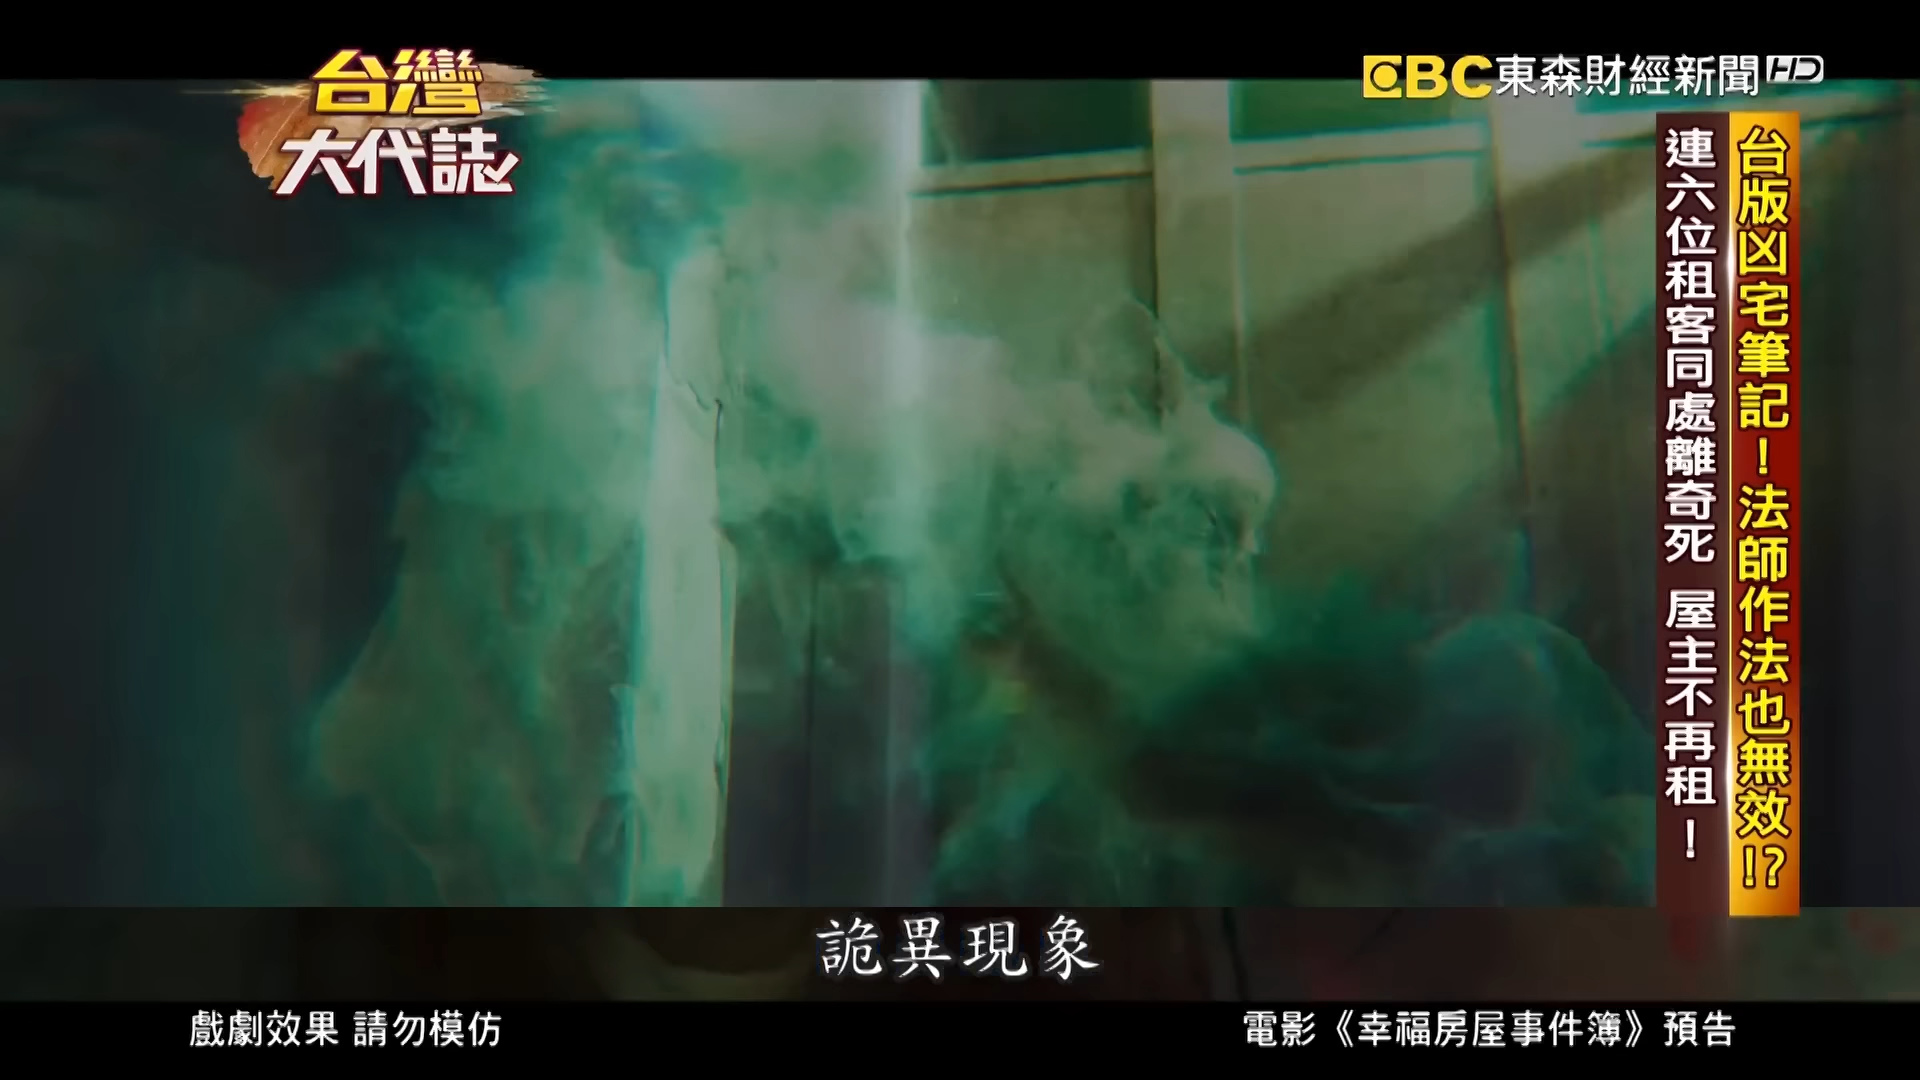 台灣
大代誌
EBC東森財經新聞HD
台版凶宅筆記！法師作法也無效!?
連六位租客同處離奇死 屋主不再租！
詭異現象
戲劇效果 請勿模仿
電影《幸福房屋事件簿》預告